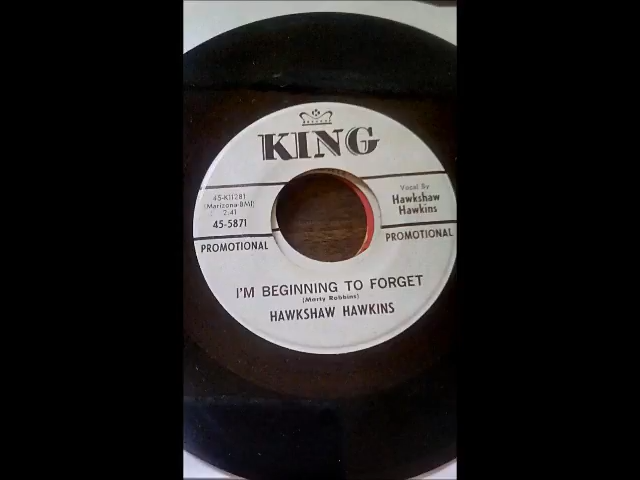 KING
45-K11281
(Marizona-BMI)
2:41
45-5871
PROMOTIONAL
Vocal By
Hawkshaw
Hawkins
PROMOTIONAL
I'M BEGINNING TO FORGET
(Marty Robbins)
HAWKSHAW HAWKINS